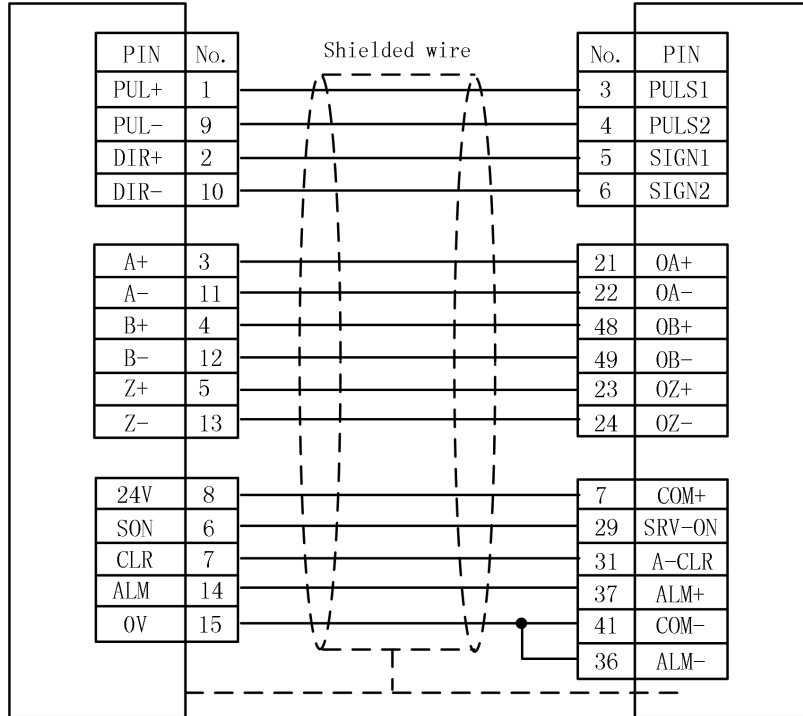 Shielded wire
PIN No. No. PIN
PUL+ 1 3 PULS1
PUL- 9 4 PULS2
DIR+ 2 5 SIGN1
DIR- 10 6 SIGN2
A+ 3 21 OA+
A- 11 22 OA-
B+ 4 48 OB+
B- 12 49 OB-
Z+ 5 23 OZ+
Z- 13 24 OZ-
24V 8 7 COM+
SON 6 29 SRV-ON
CLR 7 31 A-CLR
ALM 14 37 ALM+
0V 15 41 COM-
36 ALM-